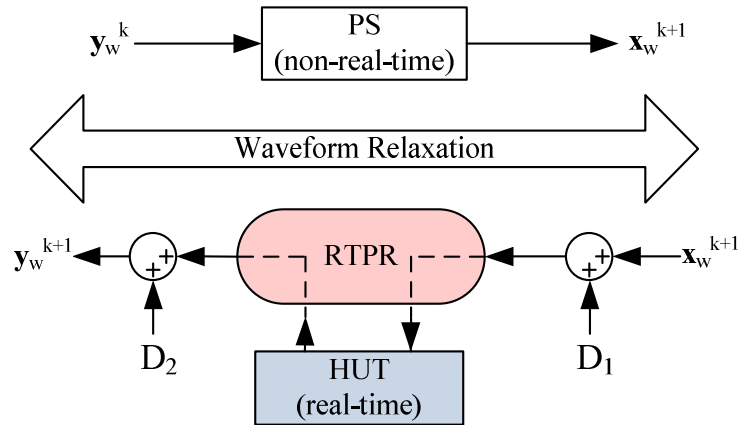 y_w^k
PS
(non-real-time)
x_w^{k+1}
Waveform Relaxation
y_w^{k+1}
+
+
RTPR
+
+
x_w^{k+1}
D_2
HUT
(real-time)
D_1